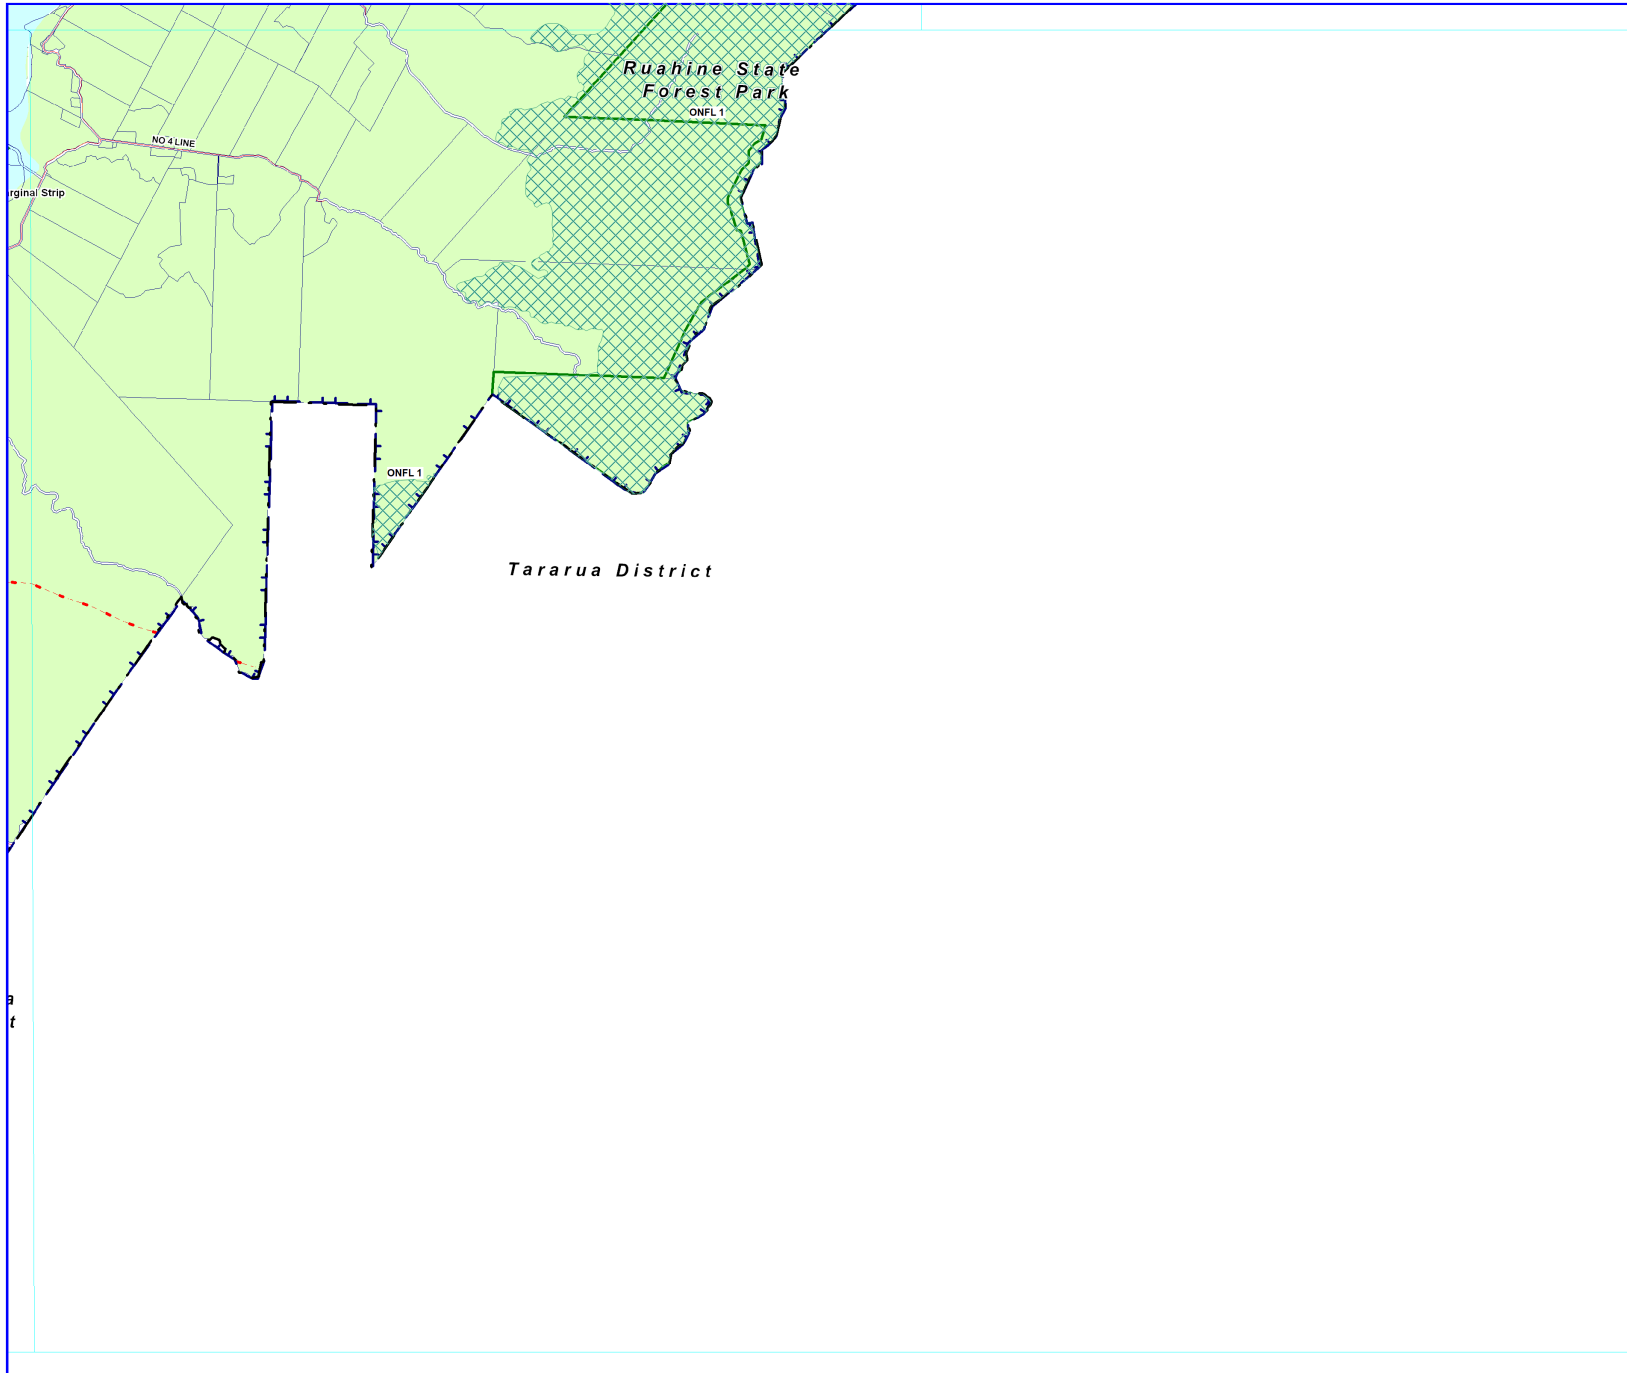 Ruahine State
Forest Park
ONFL 1
NO 4 LINE
rginal Strip
ONFL 1
Tararua District
a
t